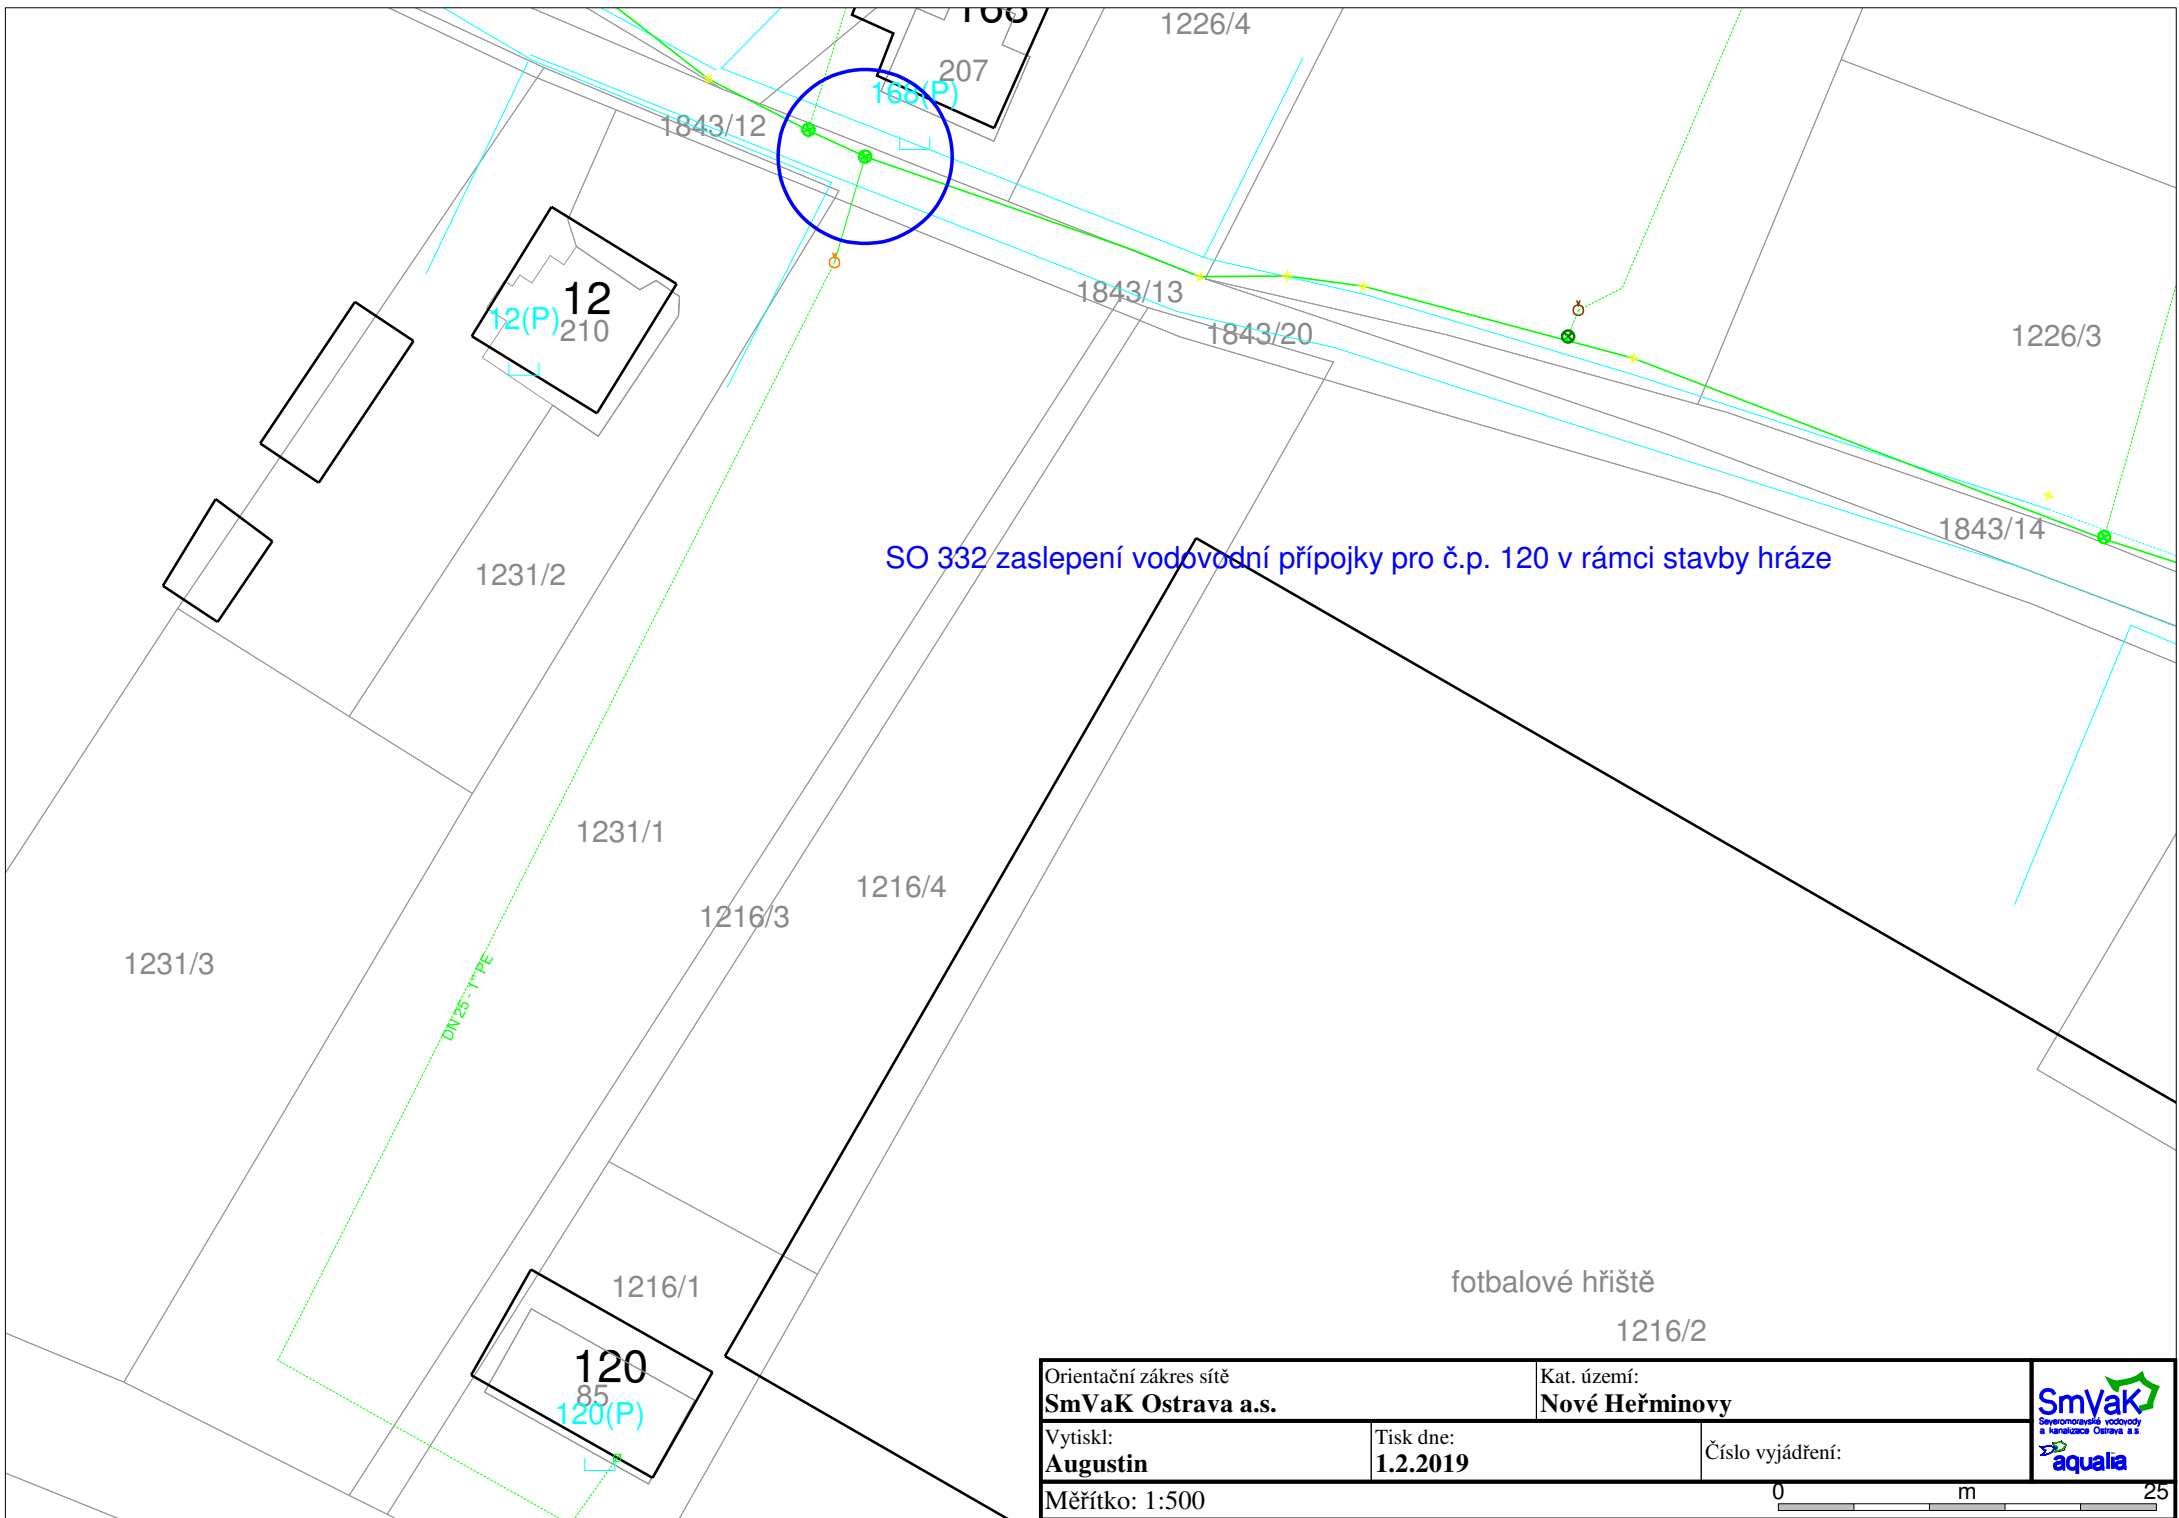 168
1226/4
207
168(P)
1843/12
12
12(P)
210
1843/13
1843/20
1226/3
1843/14
SO 332 zaslepení vodovodní přípojky pro č.p. 120 v rámci stavby hráze
1231/2
1231/1
1216/4
1216/3
1231/3
DN 25 - 1" PE
1216/1
120
85
120(P)
fotbalové hřiště
1216/2
Orientační zákres sítě
SmVaK Ostrava a.s.
Kat. území:
Nové Heřminovy
Vytiskl:
Augustin
Tisk dne:
1.2.2019
Číslo vyjádření:
SmVaK
Severomoravské vodovody
a kanalizace Ostrava a.s.
aqualia
Měřítko: 1:500
0 m 25